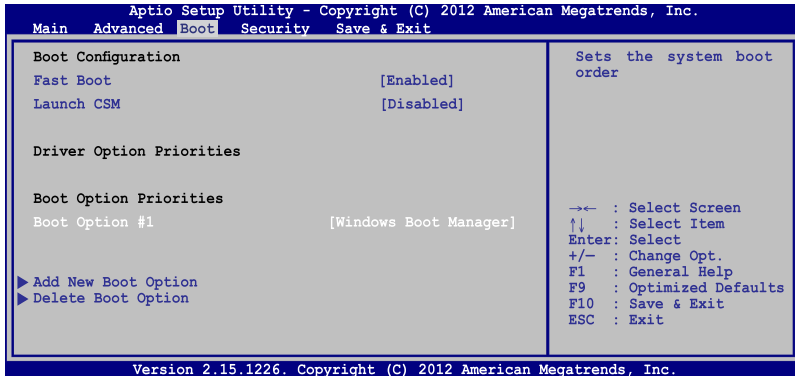 Aptio Setup Utility - Copyright (C) 2012 American Megatrends, Inc.
Main Advanced Boot Security Save & Exit
Boot Configuration
Fast Boot [Enabled]
Launch CSM [Disabled]
Driver Option Priorities
Boot Option Priorities
Boot Option #1 [Windows Boot Manager]
Add New Boot Option
Delete Boot Option
Sets the system boot
order
→← : Select Screen
↑↓ : Select Item
Enter: Select
+/— : Change Opt.
F1 : General Help
F9 : Optimized Defaults
F10 : Save & Exit
ESC : Exit
Version 2.15.1226. Copyright (C) 2012 American Megatrends, Inc.